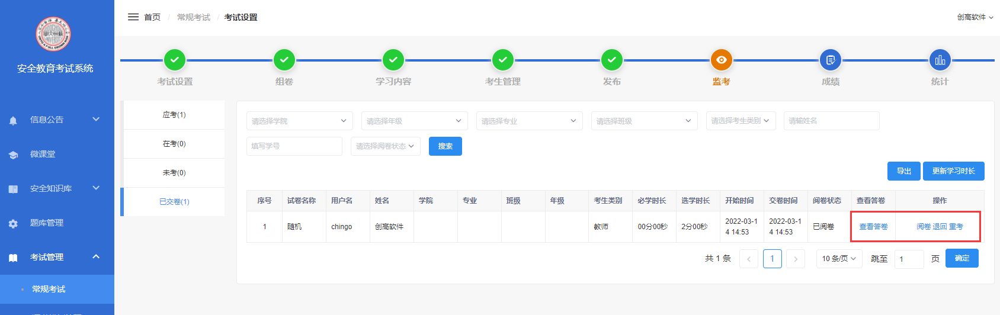 安全教育考试系统
信息公告
微课堂
安全知识库
题库管理
考试管理
常规考试
首页 / 常规考试 / 考试设置
创高软件
考试设置 组卷 学习内容 考生管理 发布 监考 成绩 统计
应考(1)
在考(0)
未考(0)
已交卷(1)
请选择学院 请选择年级 请选择专业 请选择班级 请选择考生类别 请输姓名
填写学号 请选择阅卷状态 搜索
导出 更新学习时长
序号 试卷名称 用户名 姓名 学院 专业 班级 年级 考生类别 必学时长 选学时长 开始时间 交卷时间 阅卷状态 查看答卷 操作
1 随机 chingo 创高软件 教师 00分00秒 2分00秒 2022-03-1 2022-03-1 已阅卷 查看答卷 阅卷 退回 重考
4 14:53 4 14:53
共 1 条 1 10 条/页 跳至 1 页 确定